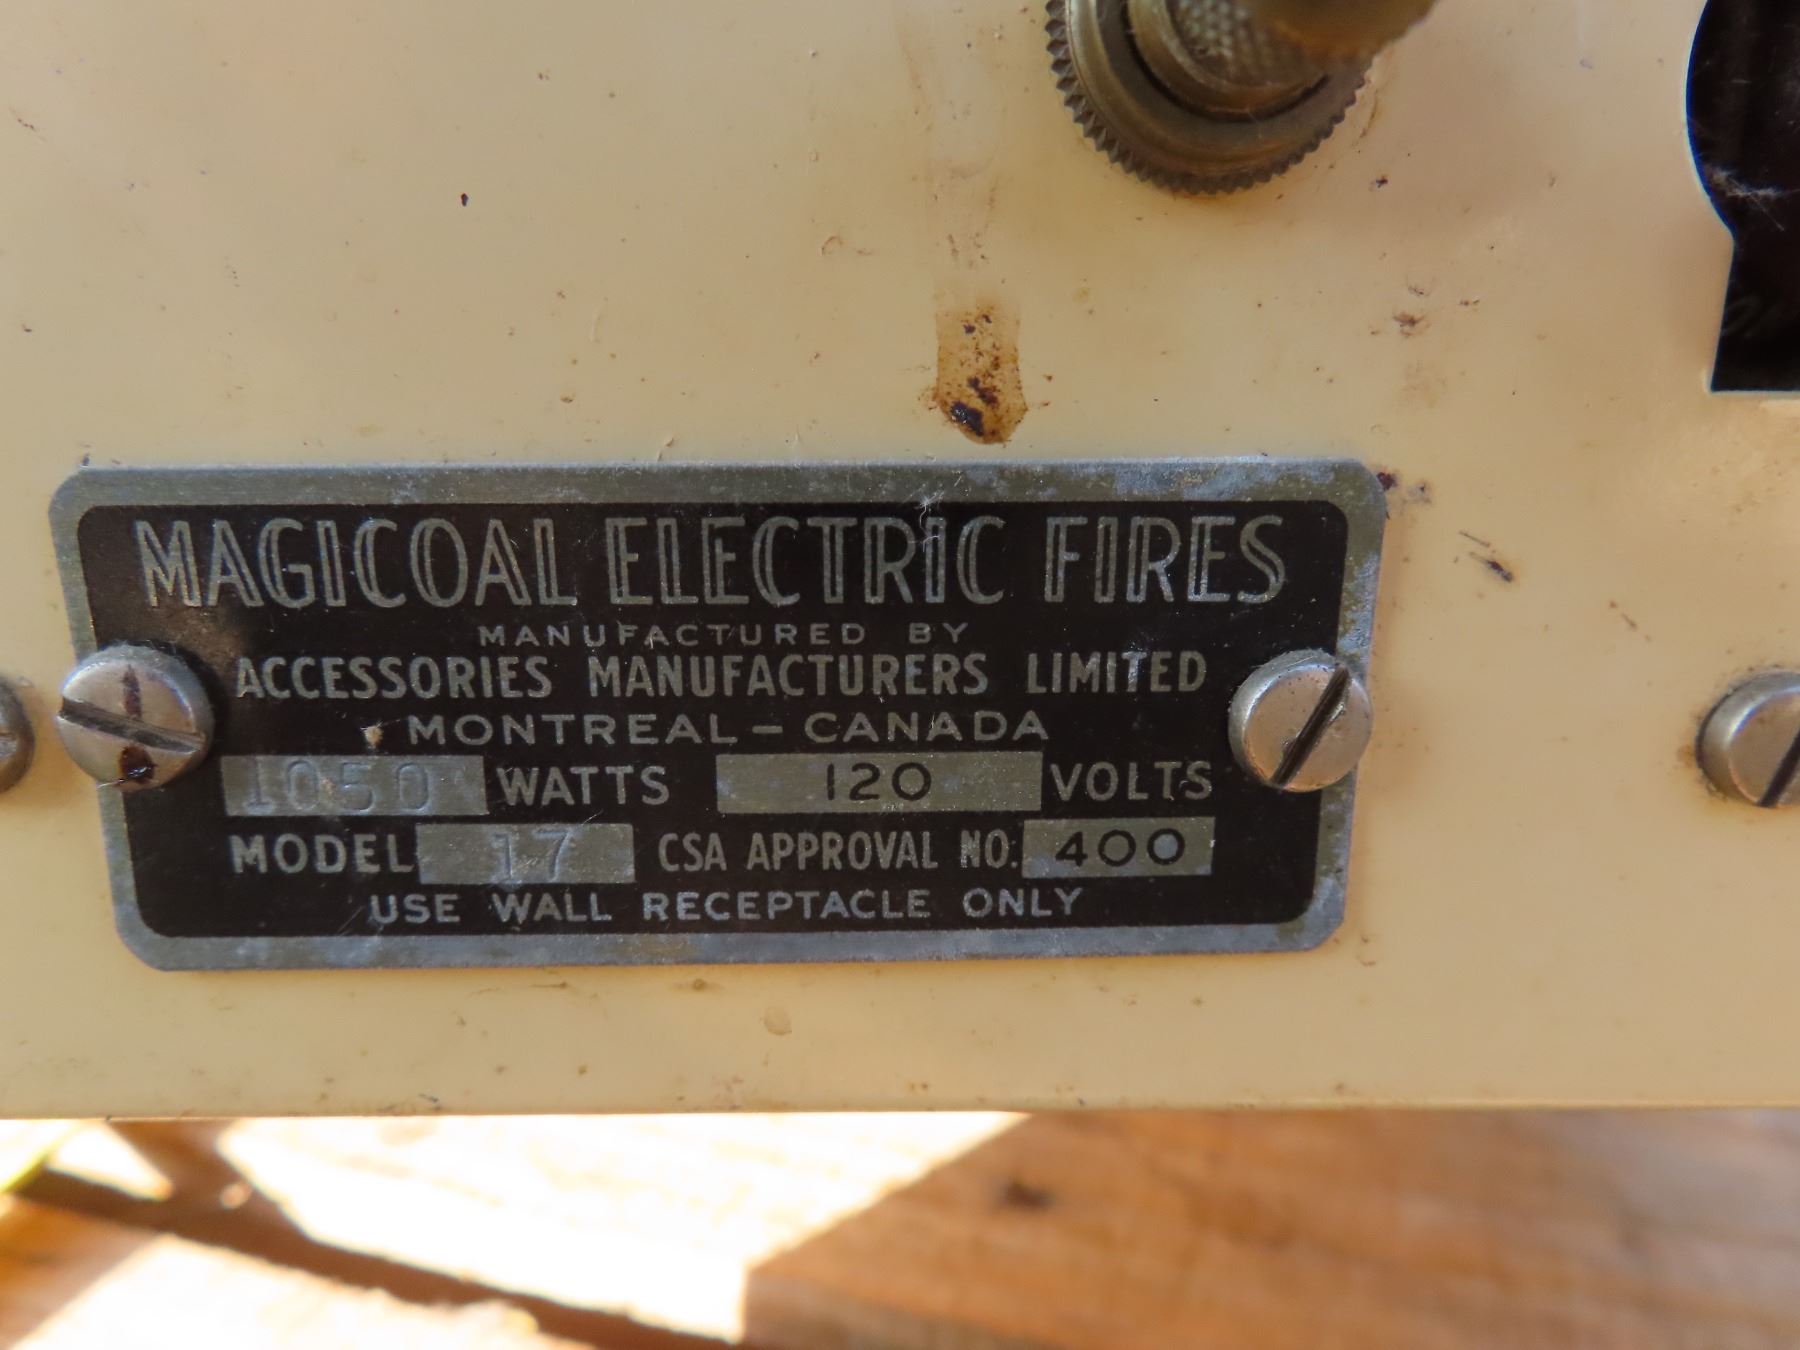 MAGICOAL ELECTRIC FIRES
MANUFACTURED BY
ACCESSORIES MANUFACTURERS LIMITED
MONTREAL - CANADA
1050 WATTS 120 VOLTS
MODEL 17 CSA APPROVAL NO. 400
USE WALL RECEPTACLE ONLY